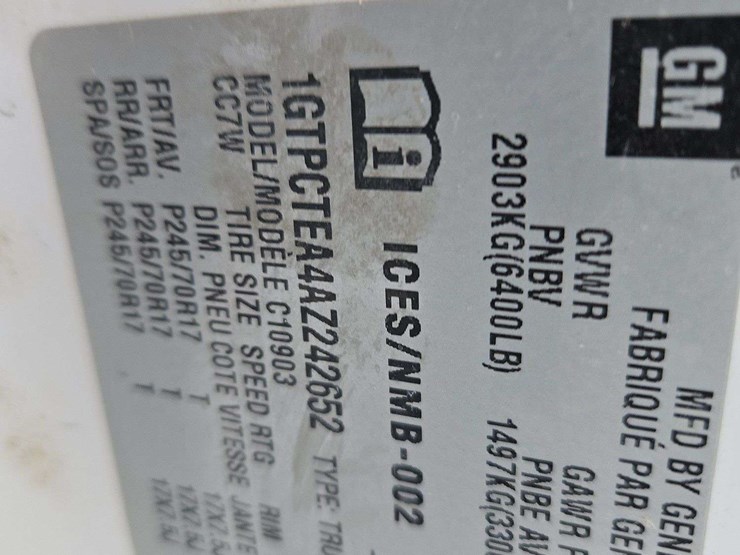 GM
MFD BY GEN
FABRIQUÉ PAR GE
GVWR GAWR F
PNBV PNBE AV
2903KG(6400LB) 1497KG(330
i ICES/NMB-002
1GTPCTEA4AZ242652 TYPE: TRU
MODEL/MODÈLE C10903
CC7W TIRE SIZE SPEED RTG RIM
DIM. PNEU COTE VITESSE JANTE
FRT/AV. P245/70R17 T
RR/ARR. P245/70R17 T
SPA/SOS P245/70R17 T